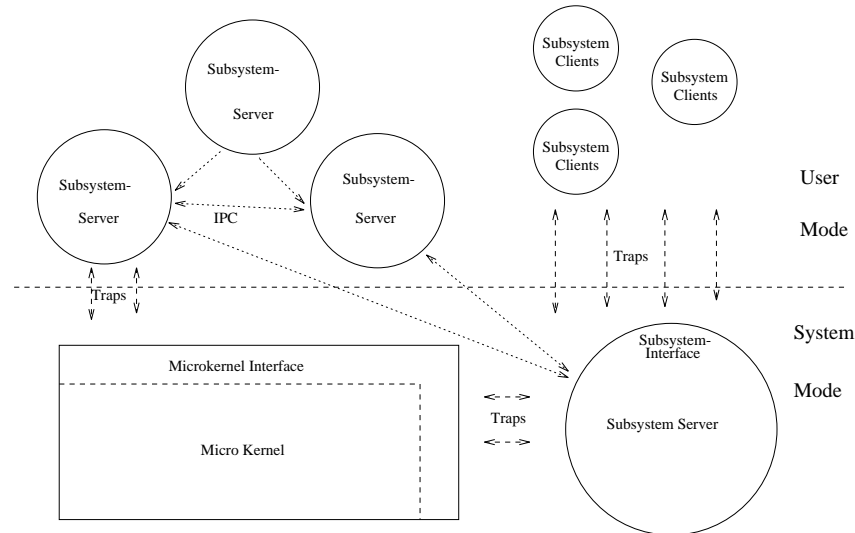 Subsystem-
Server
Subsystem
Clients
Subsystem
Clients
Subsystem
Clients
Subsystem-
Server
Subsystem-
Server
IPC
User
Mode
Traps
Traps
System
Mode
Subsystem-
Interface
Microkernel Interface
Traps
Subsystem Server
Micro Kernel